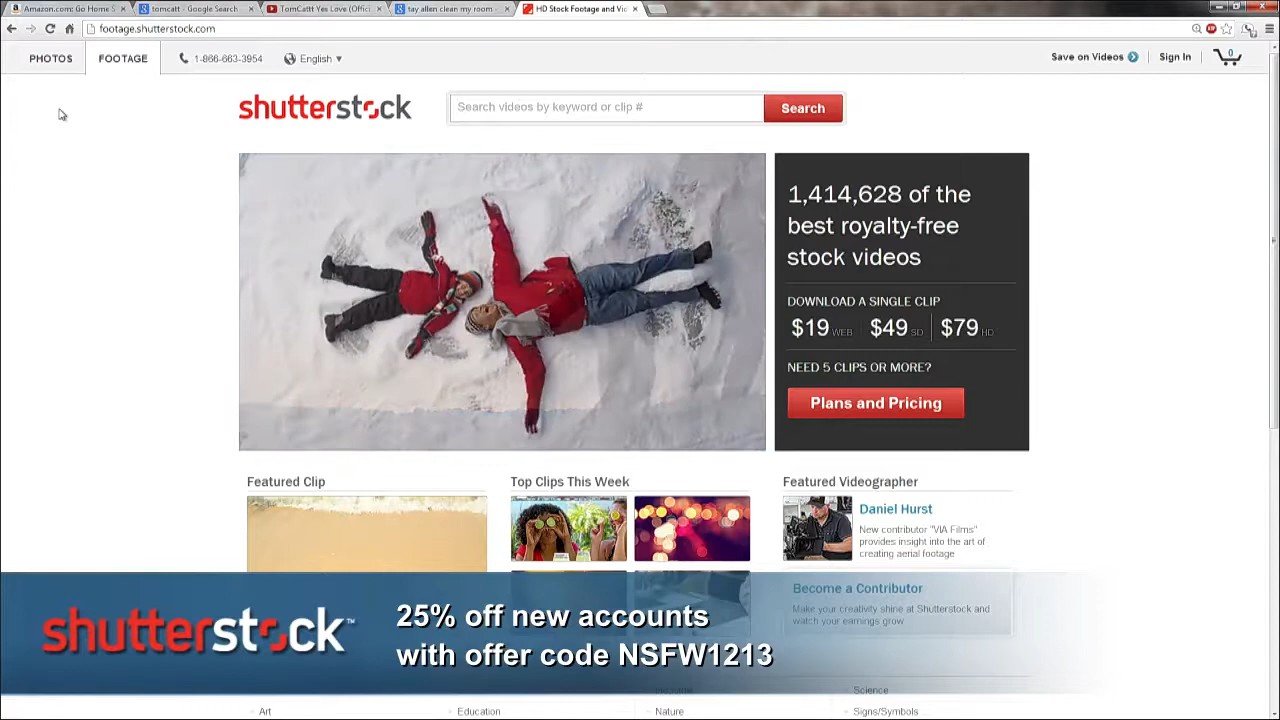 Amazon.com: Go Home S
tomcatt - Google Search
TomCattt Yes Love (Offici
tay allen clean my room -
HD Stock Footage and Vic
footage.shutterstock.com
PHOTOS
FOOTAGE
1-866-663-3954
English
Save on Videos
Sign In
0
shutterstock
Search videos by keyword or clip #
Search
1,414,628 of the
best royalty-free
stock videos
DOWNLOAD A SINGLE CLIP
$19 WEB $49 SD $79 HD
NEED 5 CLIPS OR MORE?
Plans and Pricing
Featured Clip
Top Clips This Week
Featured Videographer
Daniel Hurst
New contributor "VIA Films"
provides insight into the art of
creating aerial footage
Become a Contributor
Make your creativity shine at Shutterstock and
watch your earnings grow
shutterstock™
25% off new accounts
with offer code NSFW1213
Science
Art
Education
Nature
Signs/Symbols